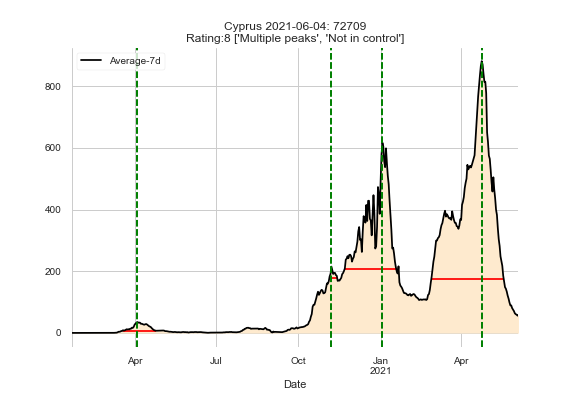 Cyprus 2021-06-04: 72709
Rating:8 ['Multiple peaks', 'Not in control']
Average-7d
800
600
400
200
0
Apr
Jul
Oct
Jan
2021
Apr
Date